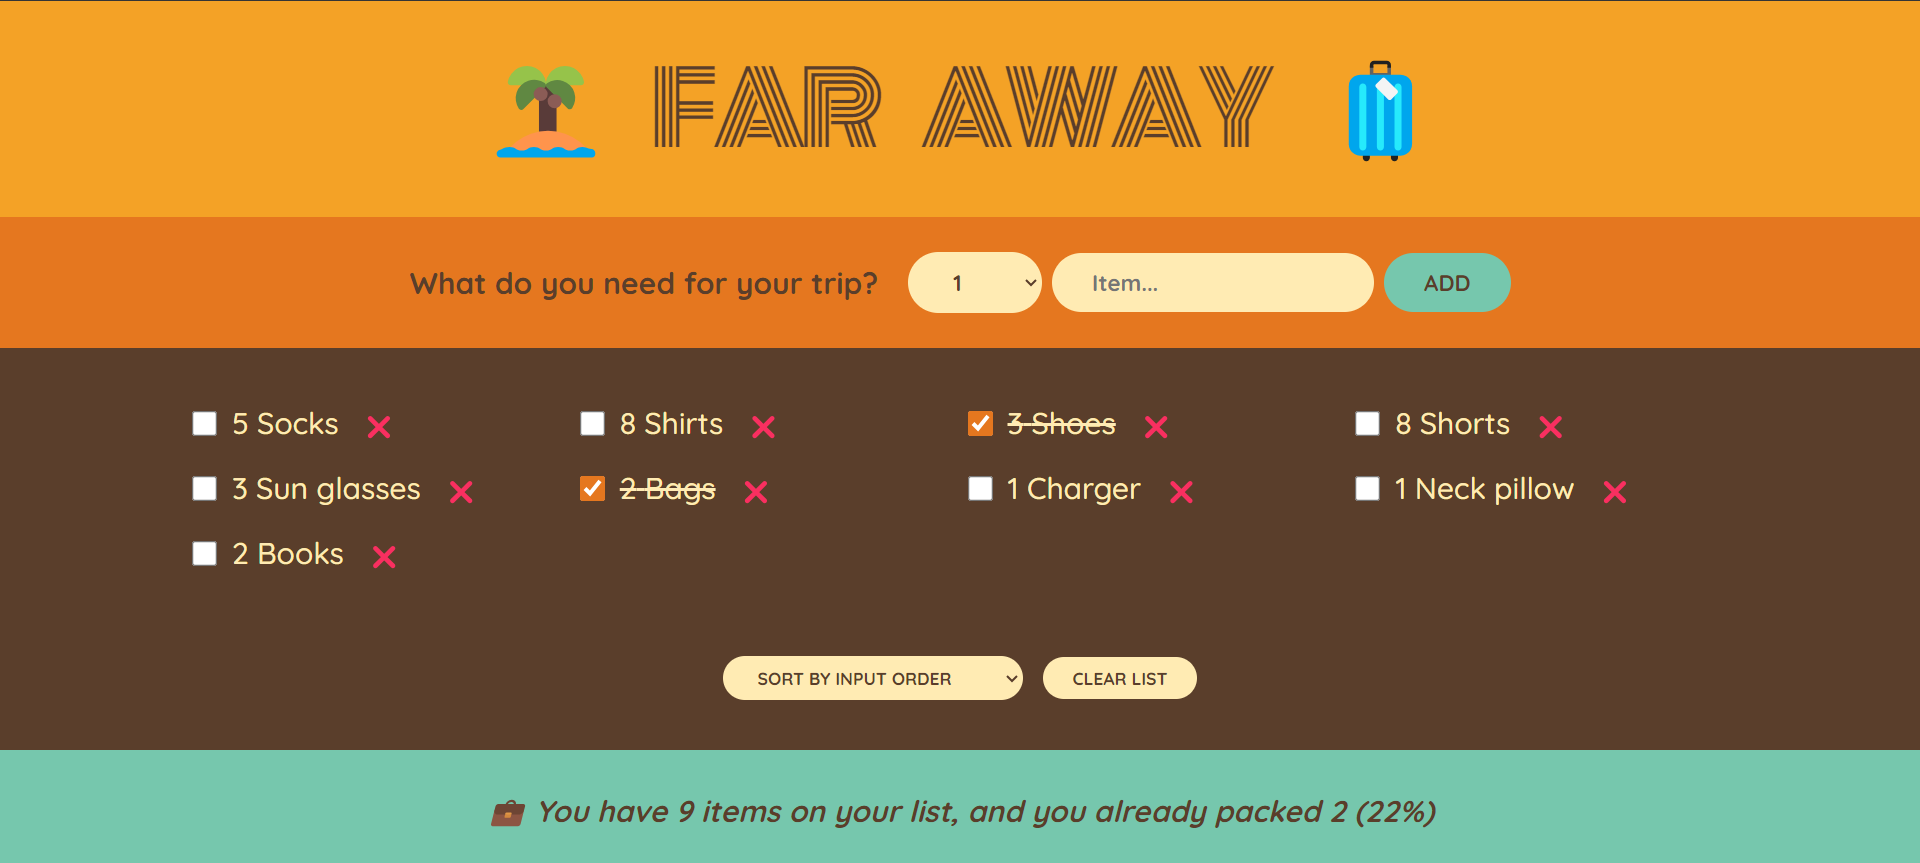 FAR AWAY
What do you need for your trip? 1 Item... ADD
5 Socks 8 Shirts 3 Shoes 8 Shorts
3 Sun glasses 2 Bags 1 Charger 1 Neck pillow
2 Books
SORT BY INPUT ORDER CLEAR LIST
You have 9 items on your list, and you already packed 2 (22%)